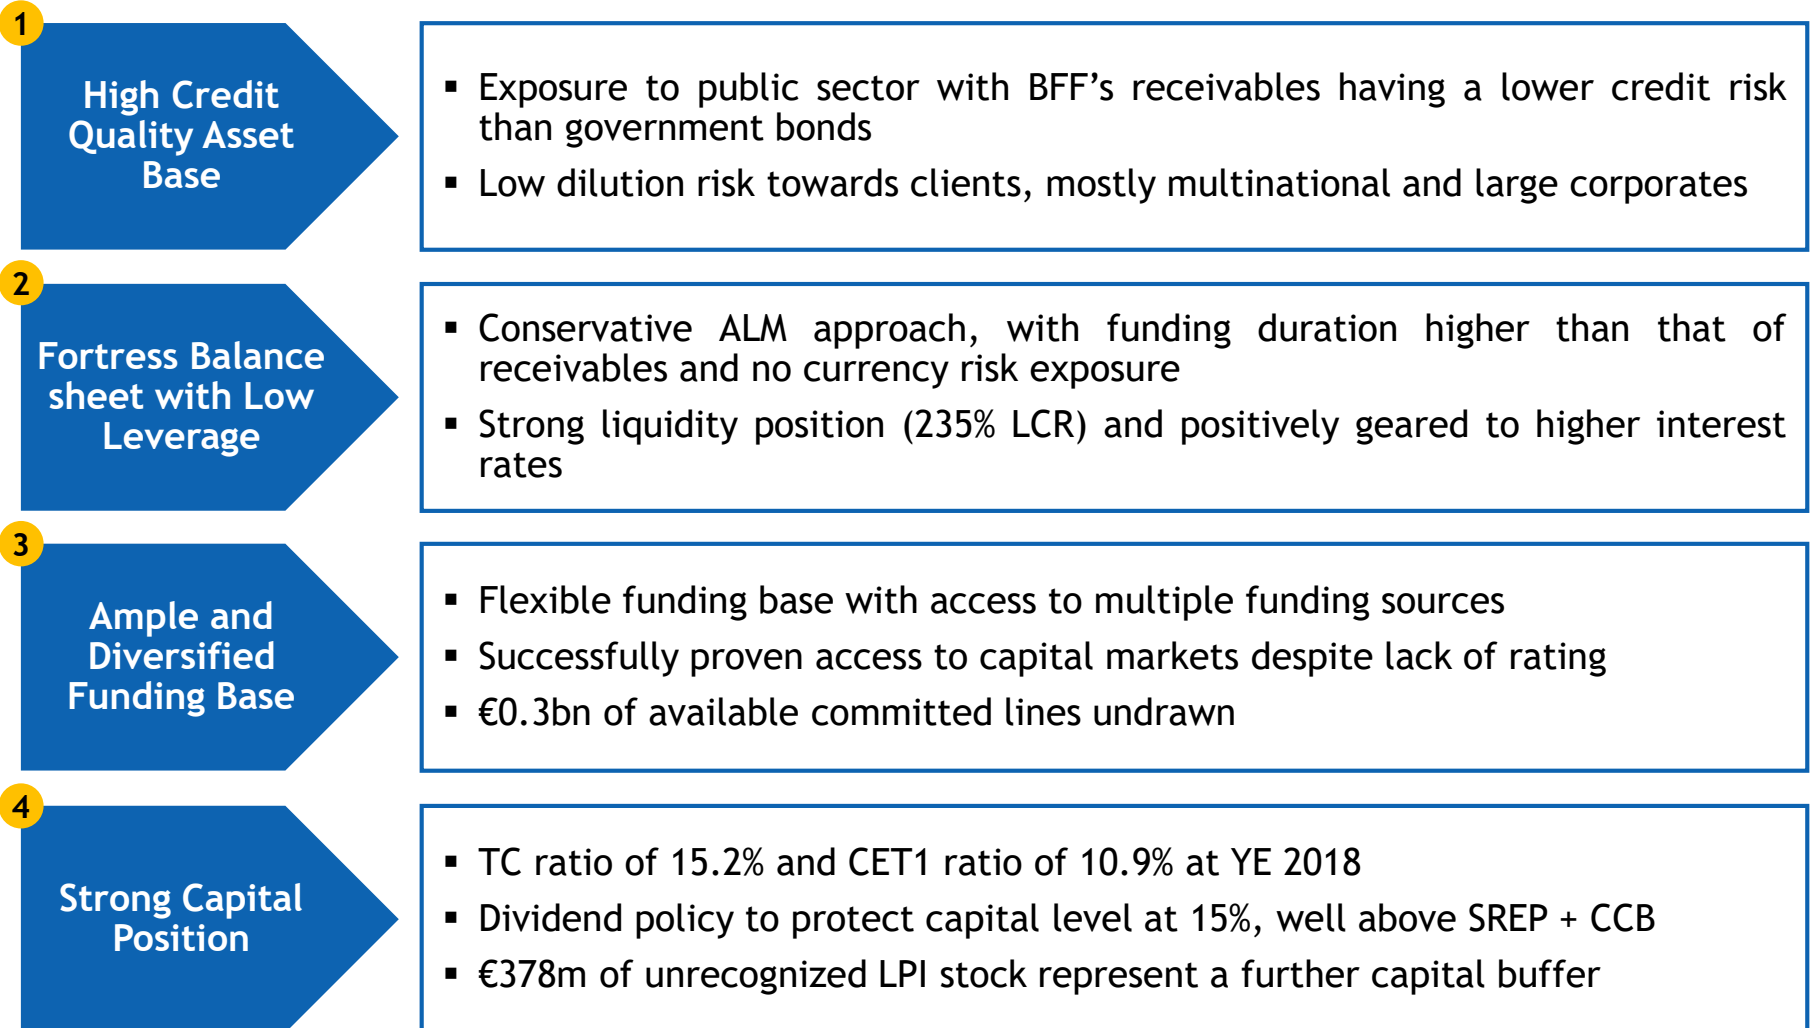 1
High Credit
Quality Asset
Base
▪ Exposure to public sector with BFF’s receivables having a lower credit risk
than government bonds
▪ Low dilution risk towards clients, mostly multinational and large corporates
2
Fortress Balance
sheet with Low
Leverage
▪ Conservative ALM approach, with funding duration higher than that of
receivables and no currency risk exposure
▪ Strong liquidity position (235% LCR) and positively geared to higher interest
rates
3
Ample and
Diversified
Funding Base
▪ Flexible funding base with access to multiple funding sources
▪ Successfully proven access to capital markets despite lack of rating
▪ €0.3bn of available committed lines undrawn
4
Strong Capital
Position
▪ TC ratio of 15.2% and CET1 ratio of 10.9% at YE 2018
▪ Dividend policy to protect capital level at 15%, well above SREP + CCB
▪ €378m of unrecognized LPI stock represent a further capital buffer